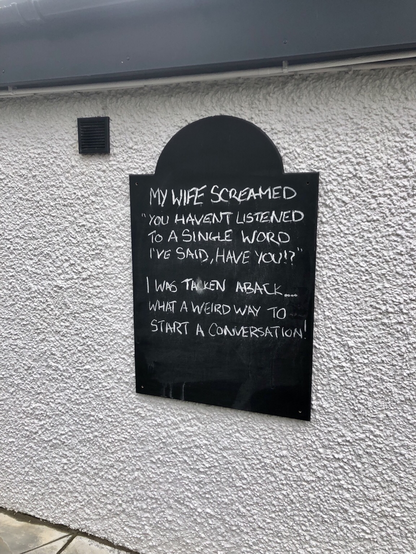 MY WIFE SCREAMED
"YOU HAVENT LISTENED
TO A SINGLE WORD
I'VE SAID, HAVE YOU!?"
I WAS TAKEN ABACK....
WHAT A WEIRD WAY TO
START A CONVERSATION!